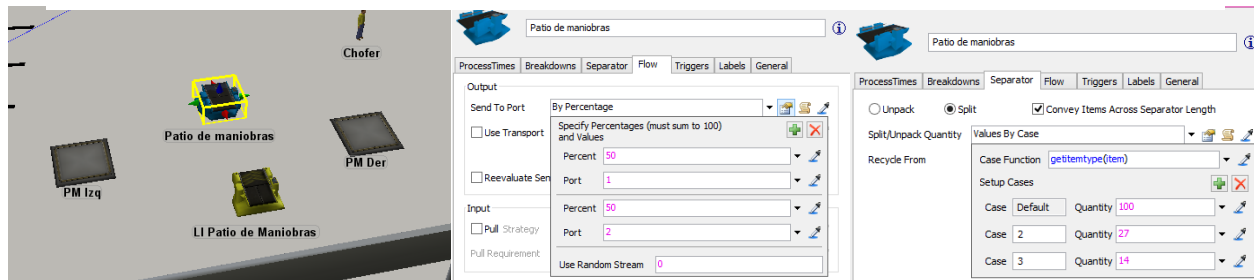 Chofer
Patio de maniobras
PM Der
PM Izq
LI Patio de Maniobras
Patio de maniobras
ProcessTimes Breakdowns Separator Flow Triggers Labels General
Output
Send To Port By Percentage
Use Transport
Specify Percentages (must sum to 100)
and Values
Percent 50
Reevaluate Sen
Port 1
Input
Percent 50
Pull Strategy
Port 2
Pull Requirement
Use Random Stream 0
Patio de maniobras
ProcessTimes Breakdowns Separator Flow Triggers Labels General
Unpack Split Convey Items Across Separator Length
Split/Unpack Quantity Values By Case
Recycle From
Case Function getitemtype(item)
Setup Cases
Case Default Quantity 100
Case 2 Quantity 27
Case 3 Quantity 14